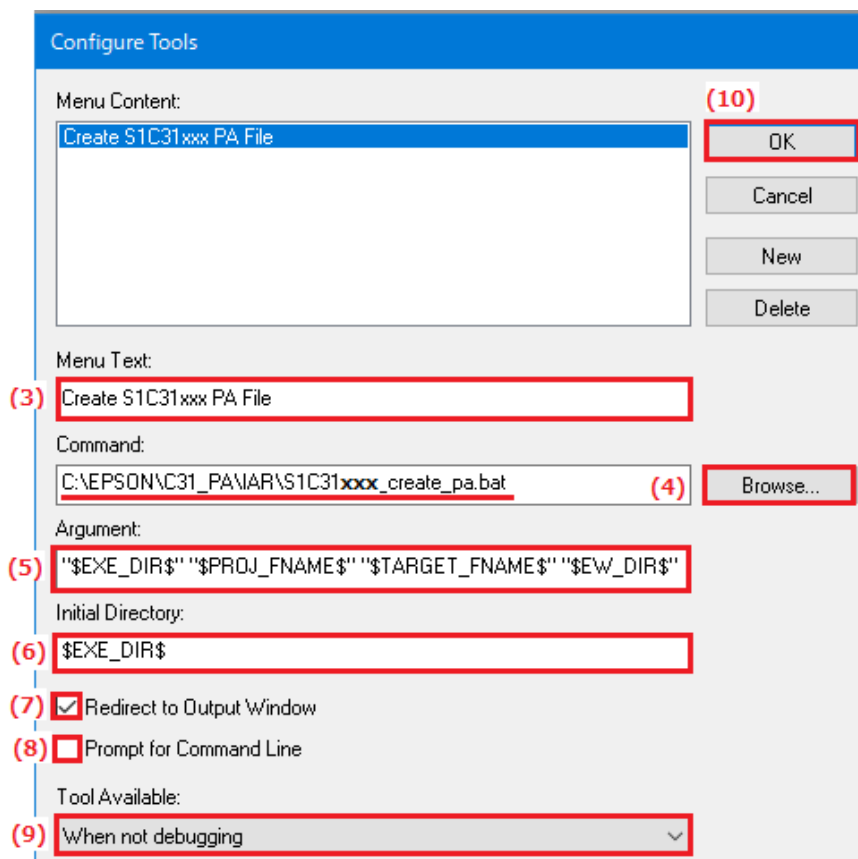 Configure Tools
Menu Content:
(10)
Create S1C31xxx PA File
OK
Cancel
New
Delete
Menu Text:
(3)
Create S1C31xxx PA File
Command:
C:\EPSON\C31_PA\IAR\S1C31xxx_create_pa.bat
(4)
Browse...
Argument:
(5)
"$EXE_DIR$" "$PROJ_FNAME$" "$TARGET_FNAME$" "$EW_DIR$"
Initial Directory:
(6)
$EXE_DIR$
(7)
Redirect to Output Window
(8)
Prompt for Command Line
Tool Available:
(9)
When not debugging